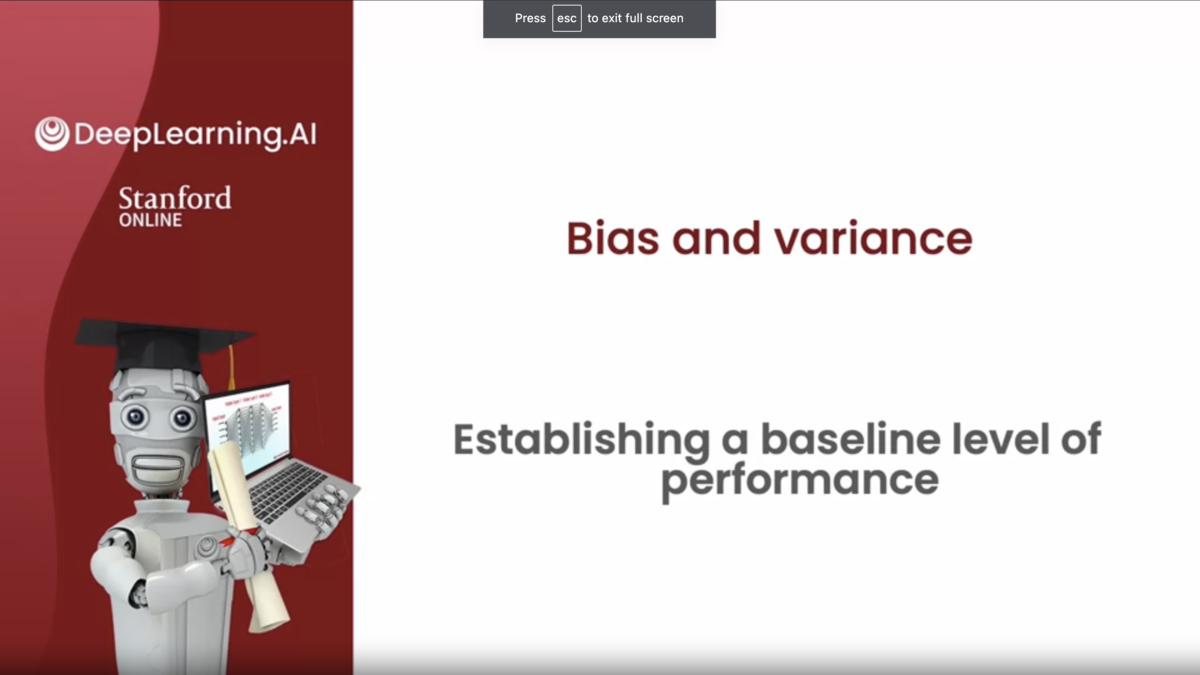 Press esc to exit full screen
DeepLearning.AI
Stanford
ONLINE
Bias and variance
Establishing a baseline level of
performance